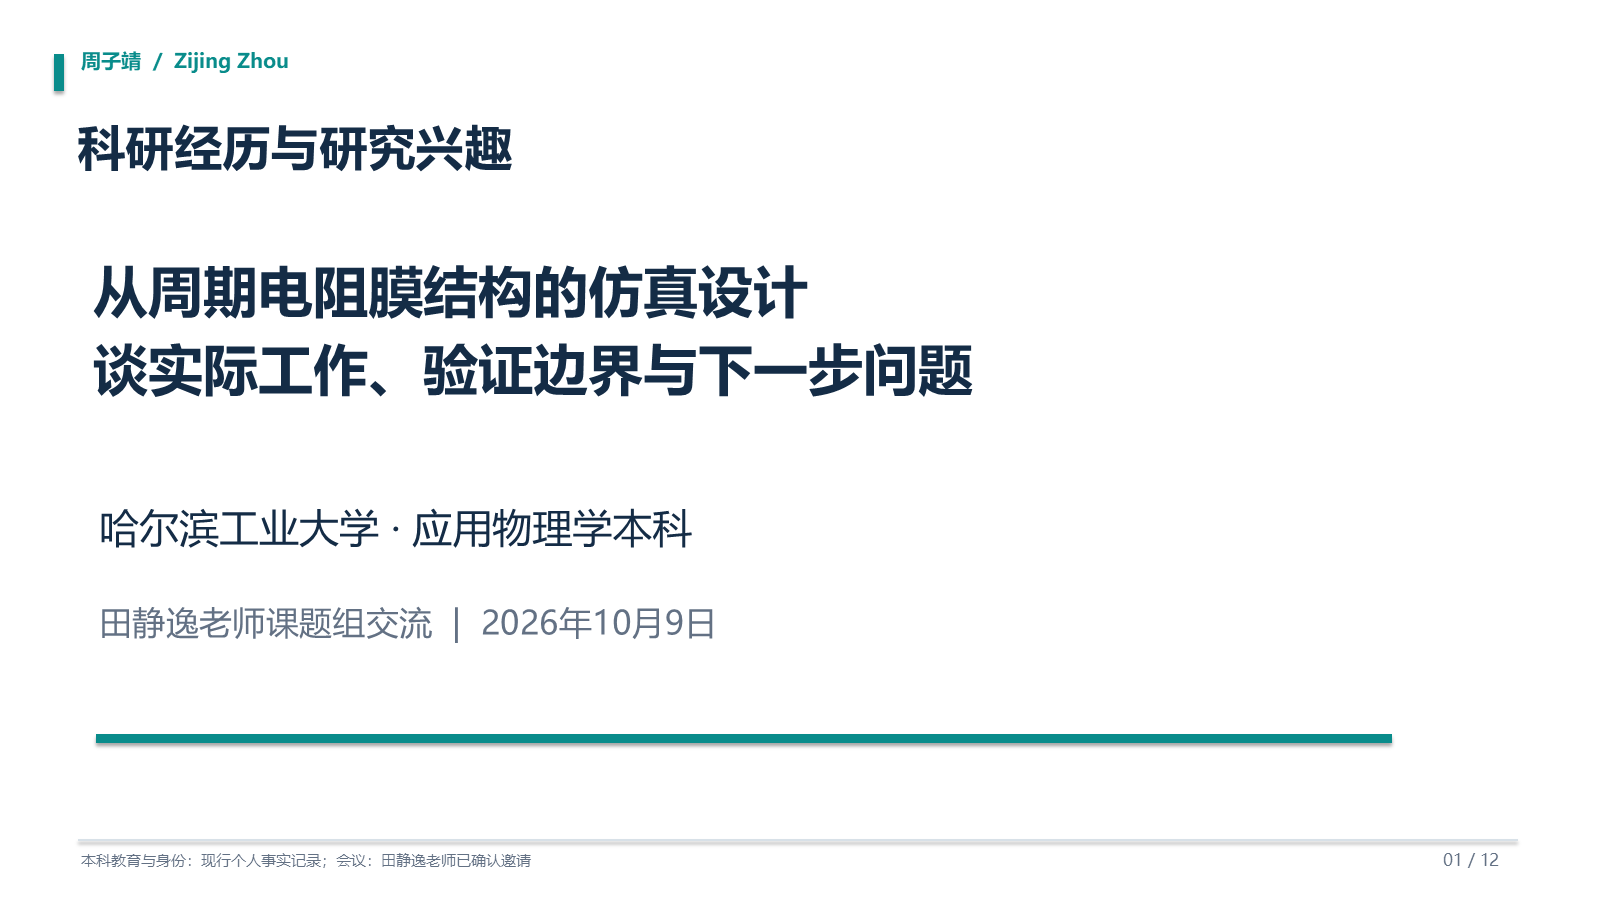 周子靖 / Zijing Zhou
科研经历与研究兴趣
从周期电阻膜结构的仿真设计
谈实际工作、验证边界与下一步问题
哈尔滨工业大学 · 应用物理学本科
田静逸老师课题组交流 | 2026年10月9日
本科教育与身份：现行个人事实记录；会议：田静逸老师已确认邀请
01 / 12